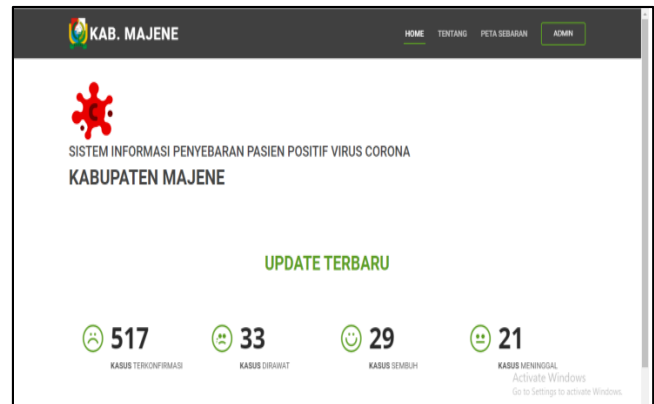 KAB. MAJENE
HOME TENTANG PETA SEBARAN ADMIN
SISTEM INFORMASI PENYEBARAN PASIEN POSITIF VIRUS CORONA
KABUPATEN MAJENE
UPDATE TERBARU
517 33 29 21
KASUS TERKONFIRMASI KASUS DIRAWAT KASUS SEMBUH KASUS MENINGGAL
Activate Windows
Go to Settings to activate Windows.